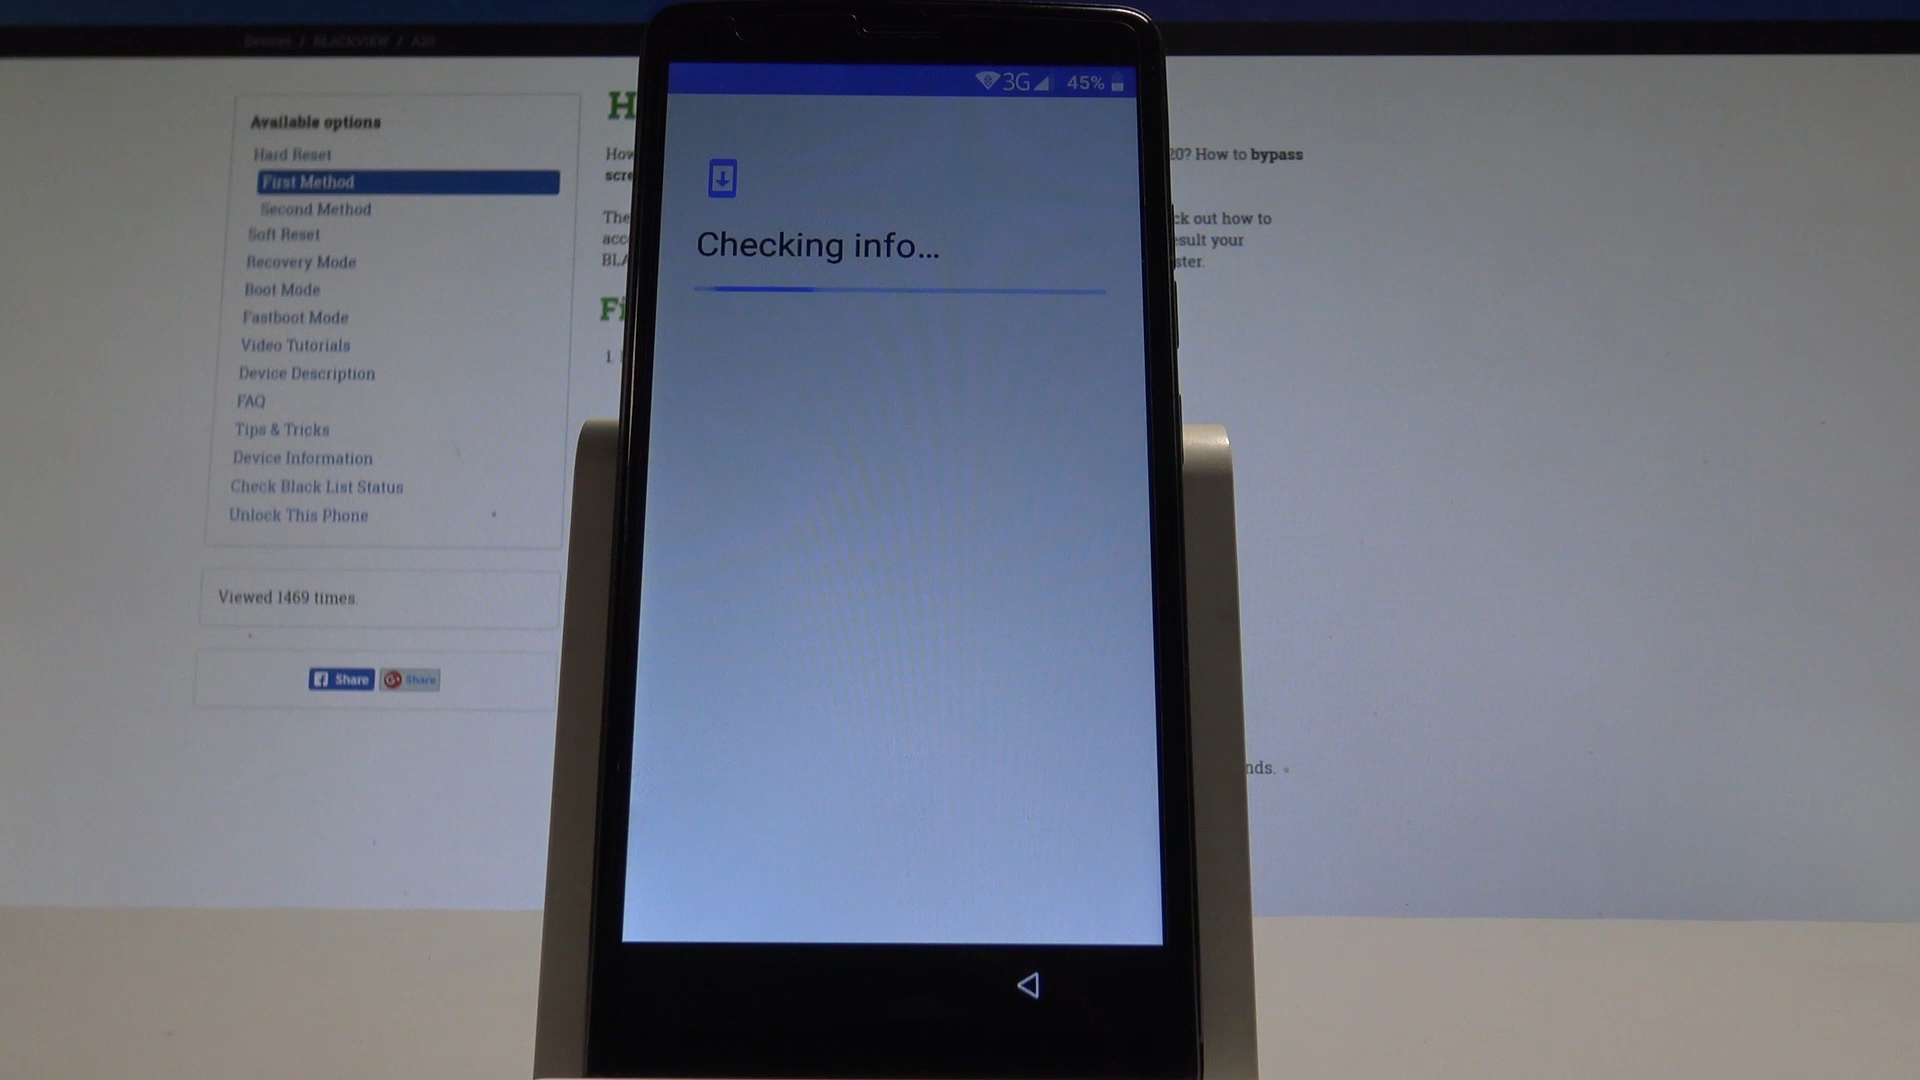 Devices / BLACKVIEW / A20
Available options
Hard Reset
First Method
Second Method
Soft Reset
Recovery Mode
Boot Mode
Fastboot Mode
Video Tutorials
Device Description
FAQ
Tips & Tricks
Device Information
Check Black List Status
Unlock This Phone
Viewed 1469 times.
Share
G+ Share
H
How 20? How to bypass
scre
The ck out how to
acc esult your
BLA ster.
Fi
1.
nds.
3G 45%
Checking info...